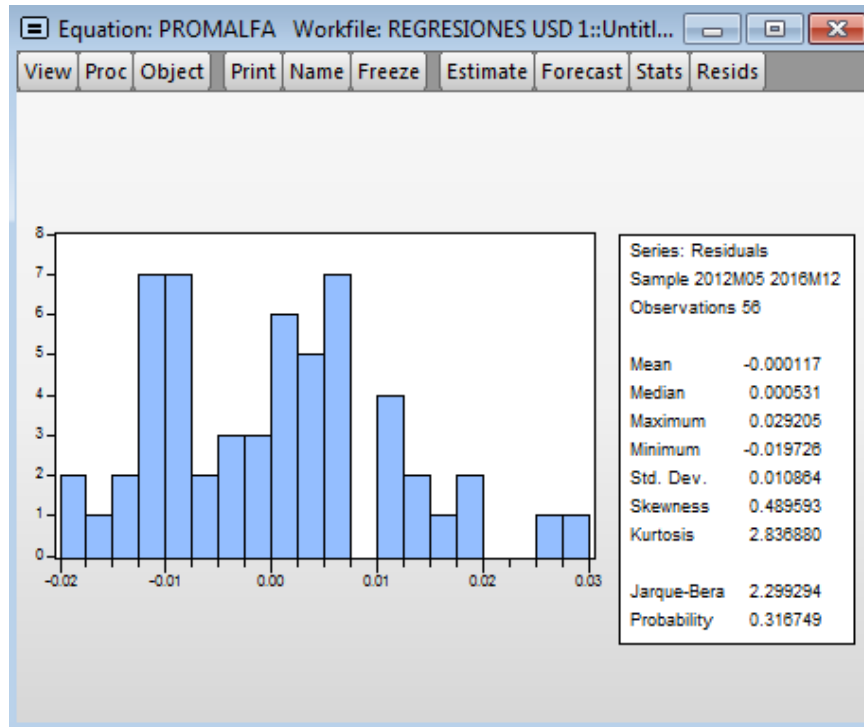 Equation: PROMALFA Workfile: REGRESIONES USD 1::Untitl...
View Proc Object Print Name Freeze Estimate Forecast Stats Resids
8
7
6
5
4
3
2
1
0
-0.02 -0.01 0.00 0.01 0.02 0.03
Series: Residuals
Sample 2012M05 2016M12
Observations 56
Mean -0.000117
Median 0.000531
Maximum 0.029205
Minimum -0.019726
Std. Dev. 0.010864
Skewness 0.489593
Kurtosis 2.836880
Jarque-Bera 2.299294
Probability 0.316749